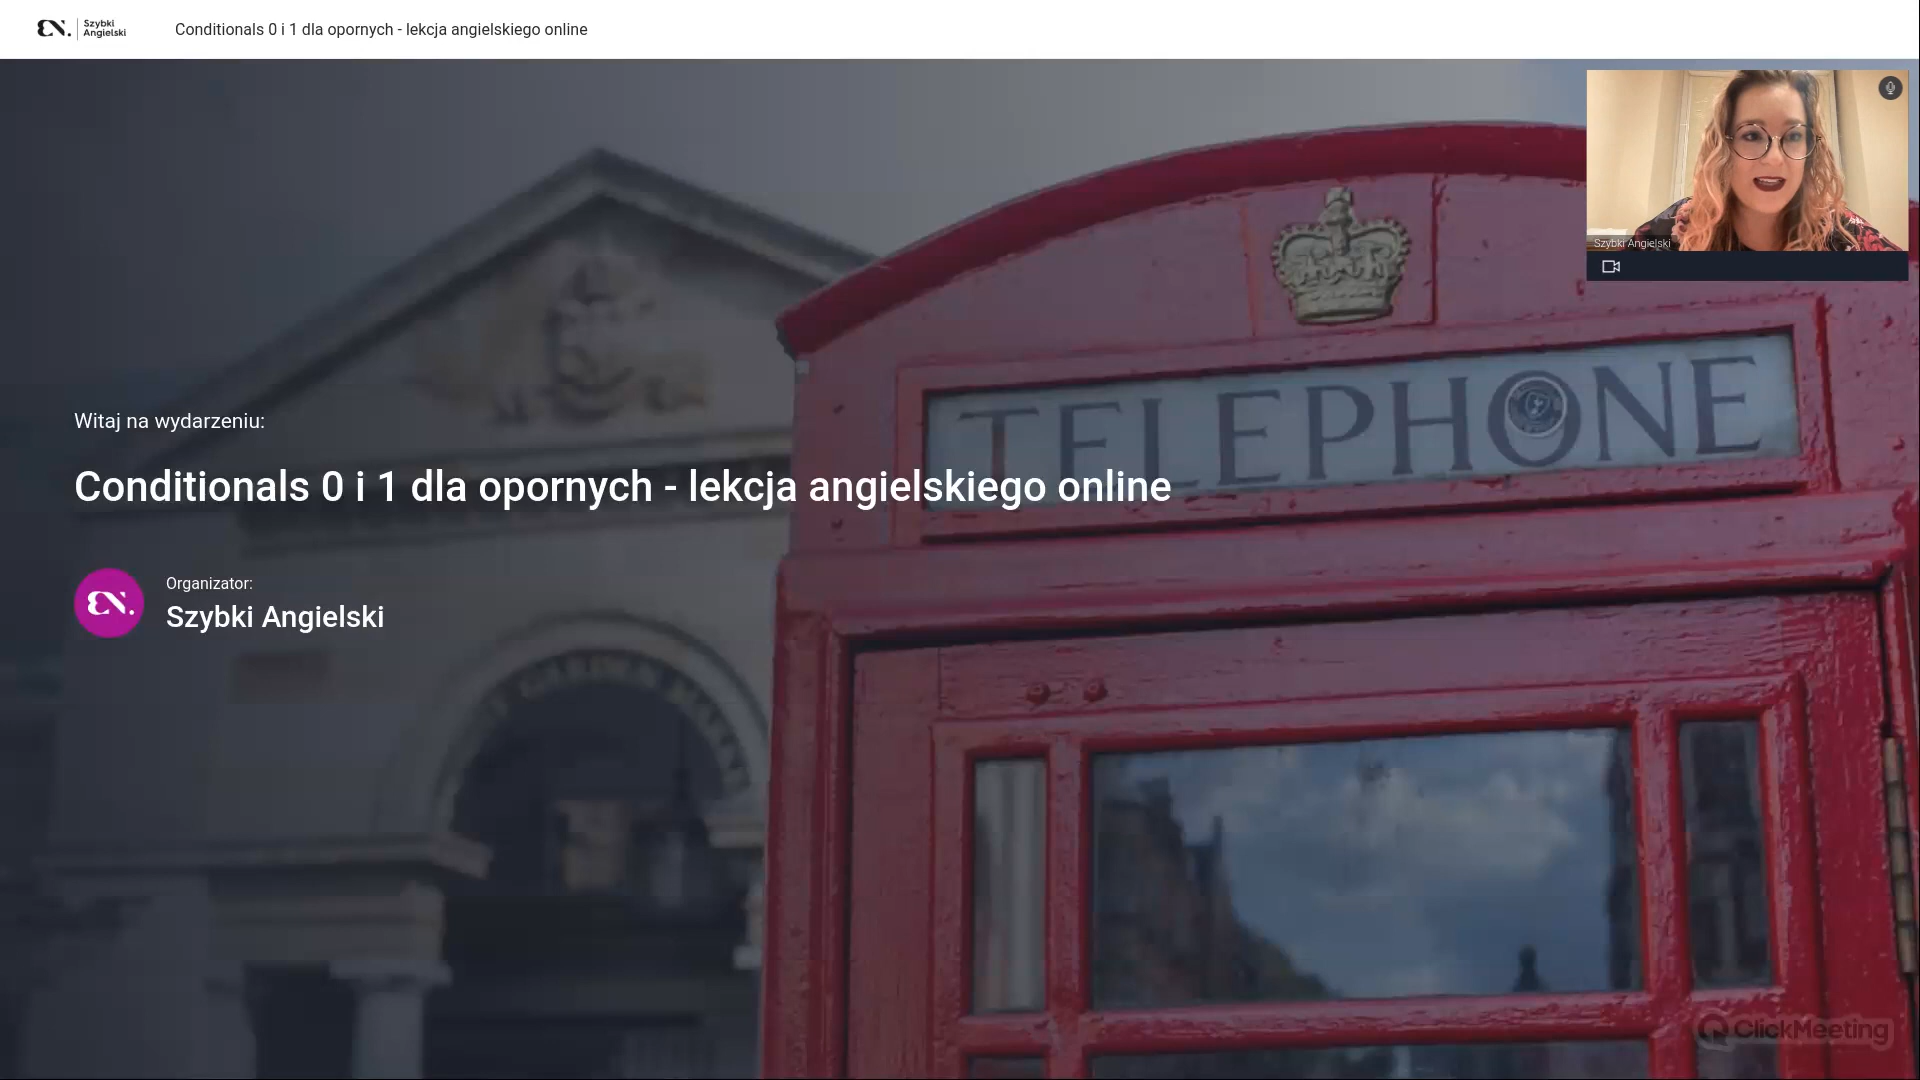 Szybki
Angielski
Conditionals 0 i 1 dla opornych - lekcja angielskiego online
Szybki Angielski
TELEPHONE
Witaj na wydarzeniu:
Conditionals 0 i 1 dla opornych - lekcja angielskiego online
Organizator:
Szybki Angielski
GARDEN
ClickMeeting